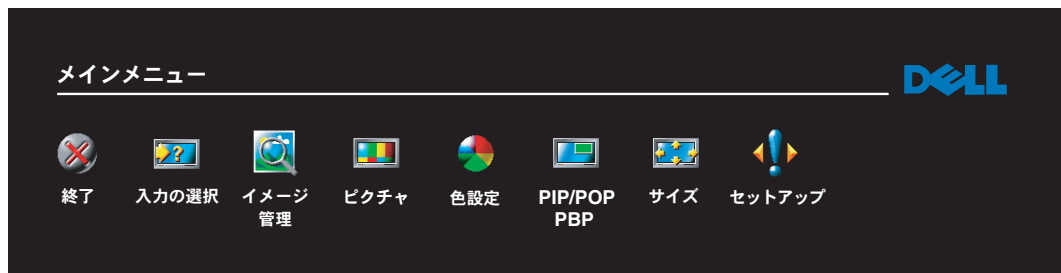 メインメニュー
DELL
終了
入力の選択
イメージ
管理
ピクチャ
色設定
PIP/POP
PBP
サイズ
セットアップ